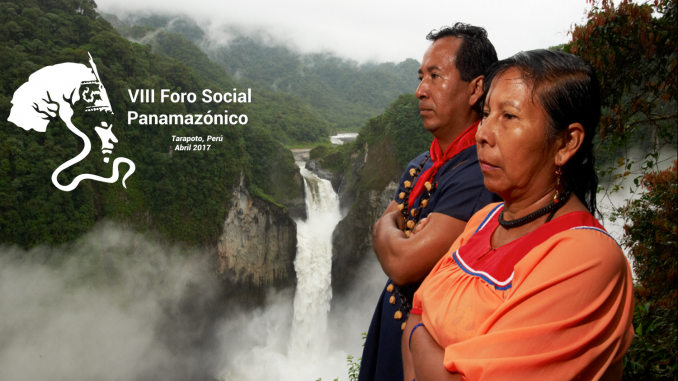 VIII Foro Social
Panamazónico
Tarapoto, Perú
Abril 2017